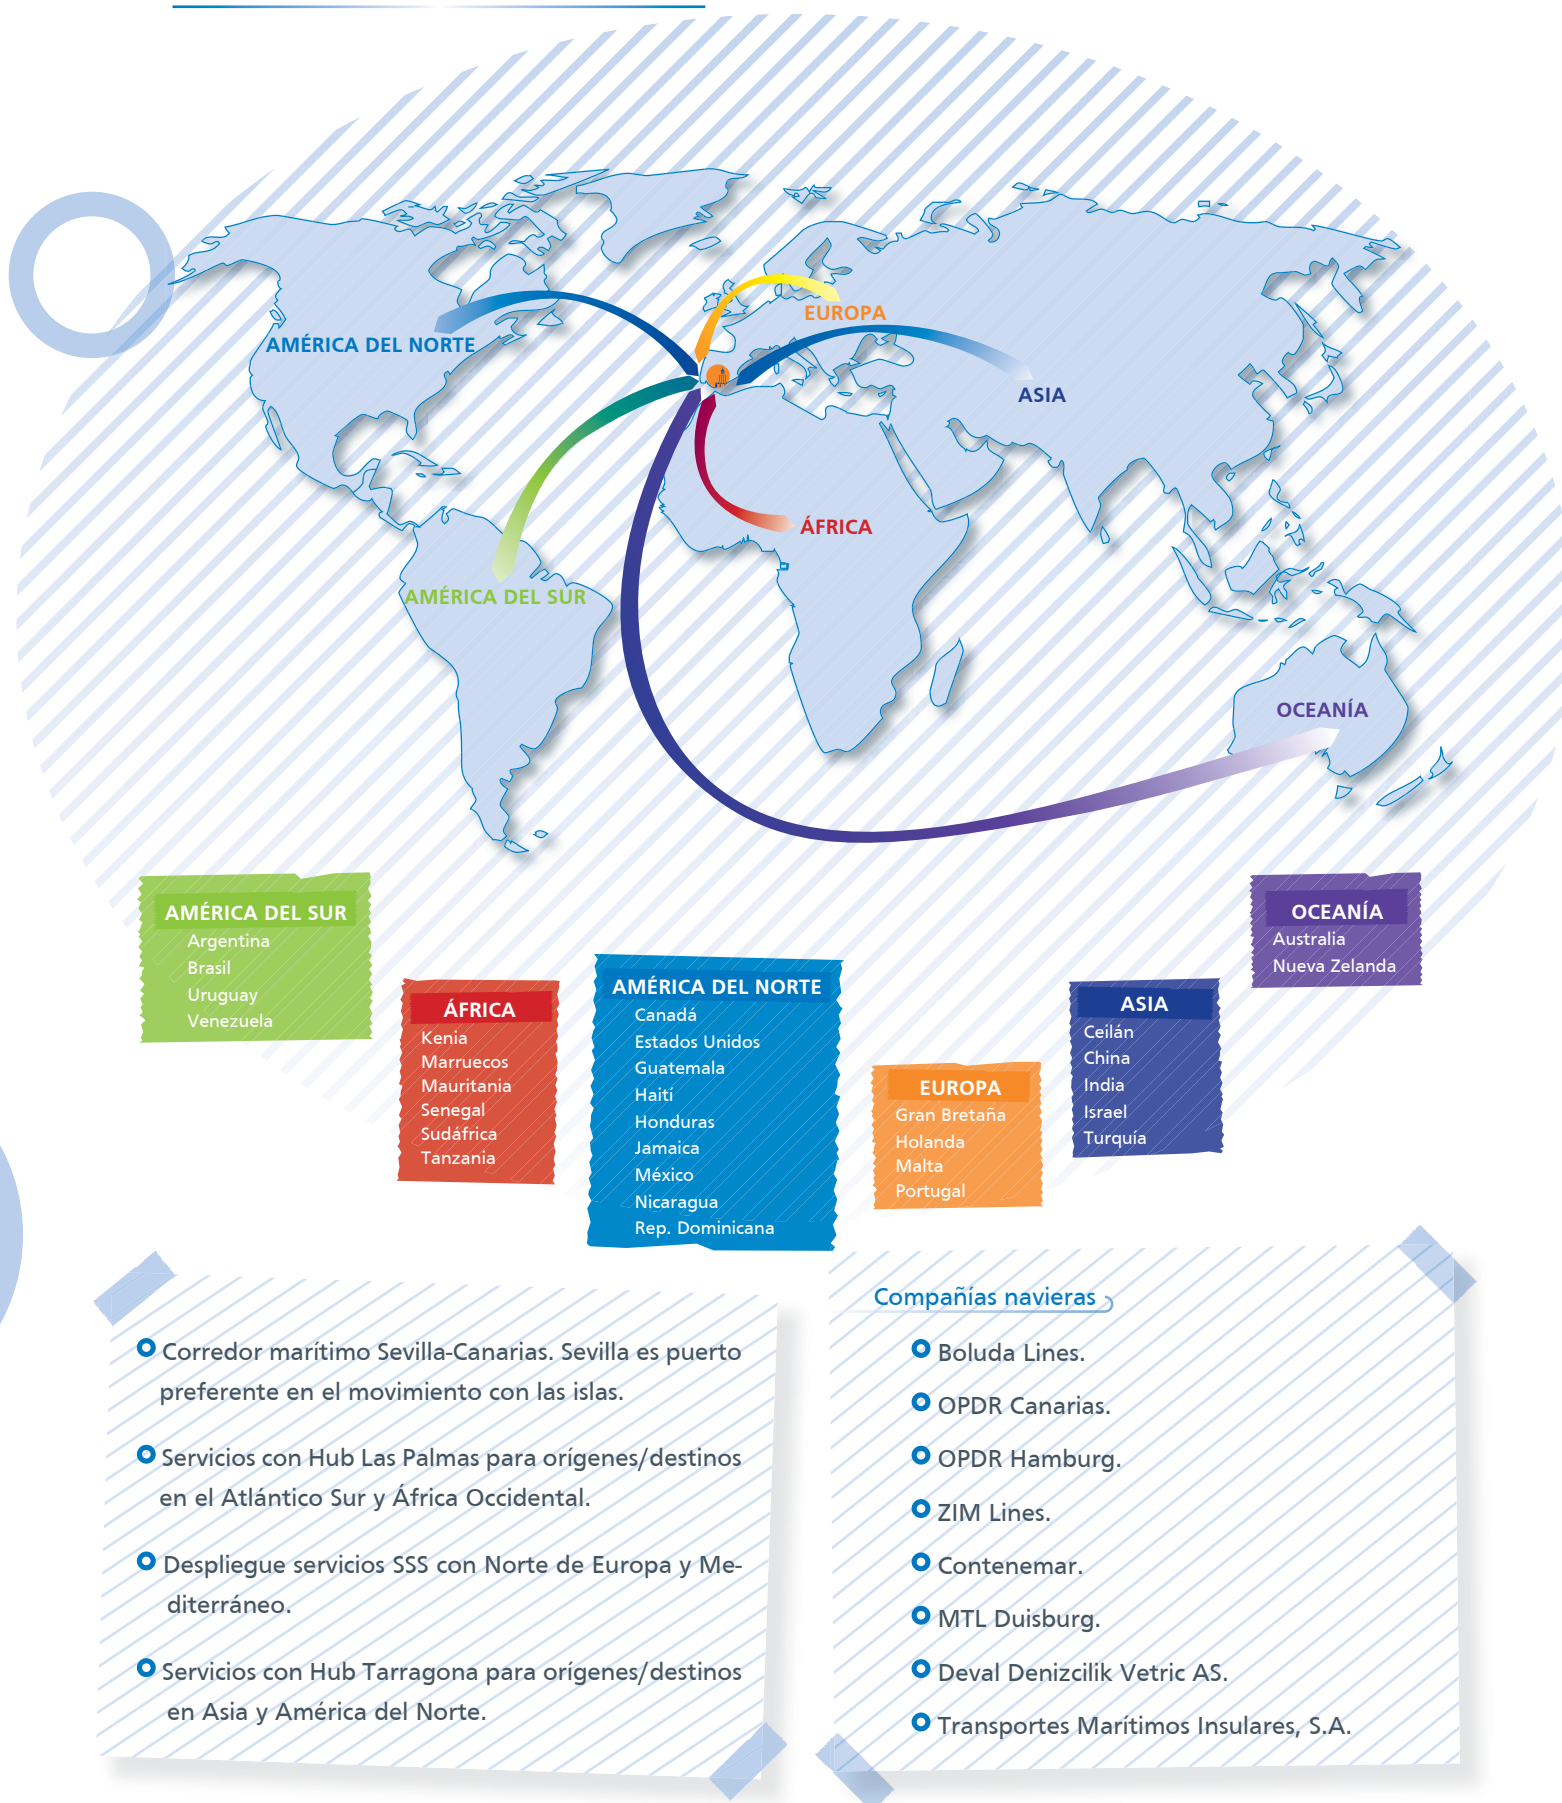 AMÉRICA DEL NORTE
EUROPA
ASIA
ÁFRICA
AMÉRICA DEL SUR
OCEANÍA
AMÉRICA DEL SUR
Argentina
Brasil
Uruguay
Venezuela
ÁFRICA
Kenia
Marruecos
Mauritania
Senegal
Sudáfrica
Tanzania
AMÉRICA DEL NORTE
Canadá
Estados Unidos
Guatemala
Haití
Honduras
Jamaica
México
Nicaragua
Rep. Dominicana
EUROPA
Gran Bretaña
Holanda
Malta
Portugal
ASIA
Ceilán
China
India
Israel
Turquía
OCEANÍA
Australia
Nueva Zelanda
Corredor marítimo Sevilla-Canarias. Sevilla es puerto
preferente en el movimiento con las islas.
Servicios con Hub Las Palmas para orígenes/destinos
en el Atlántico Sur y África Occidental.
Despliegue servicios SSS con Norte de Europa y Me-
diterráneo.
Servicios con Hub Tarragona para orígenes/destinos
en Asia y América del Norte.
Compañías navieras
Boluda Lines.
OPDR Canarias.
OPDR Hamburg.
ZIM Lines.
Contenemar.
MTL Duisburg.
Deval Denizcilik Vetric AS.
Transportes Marítimos Insulares, S.A.